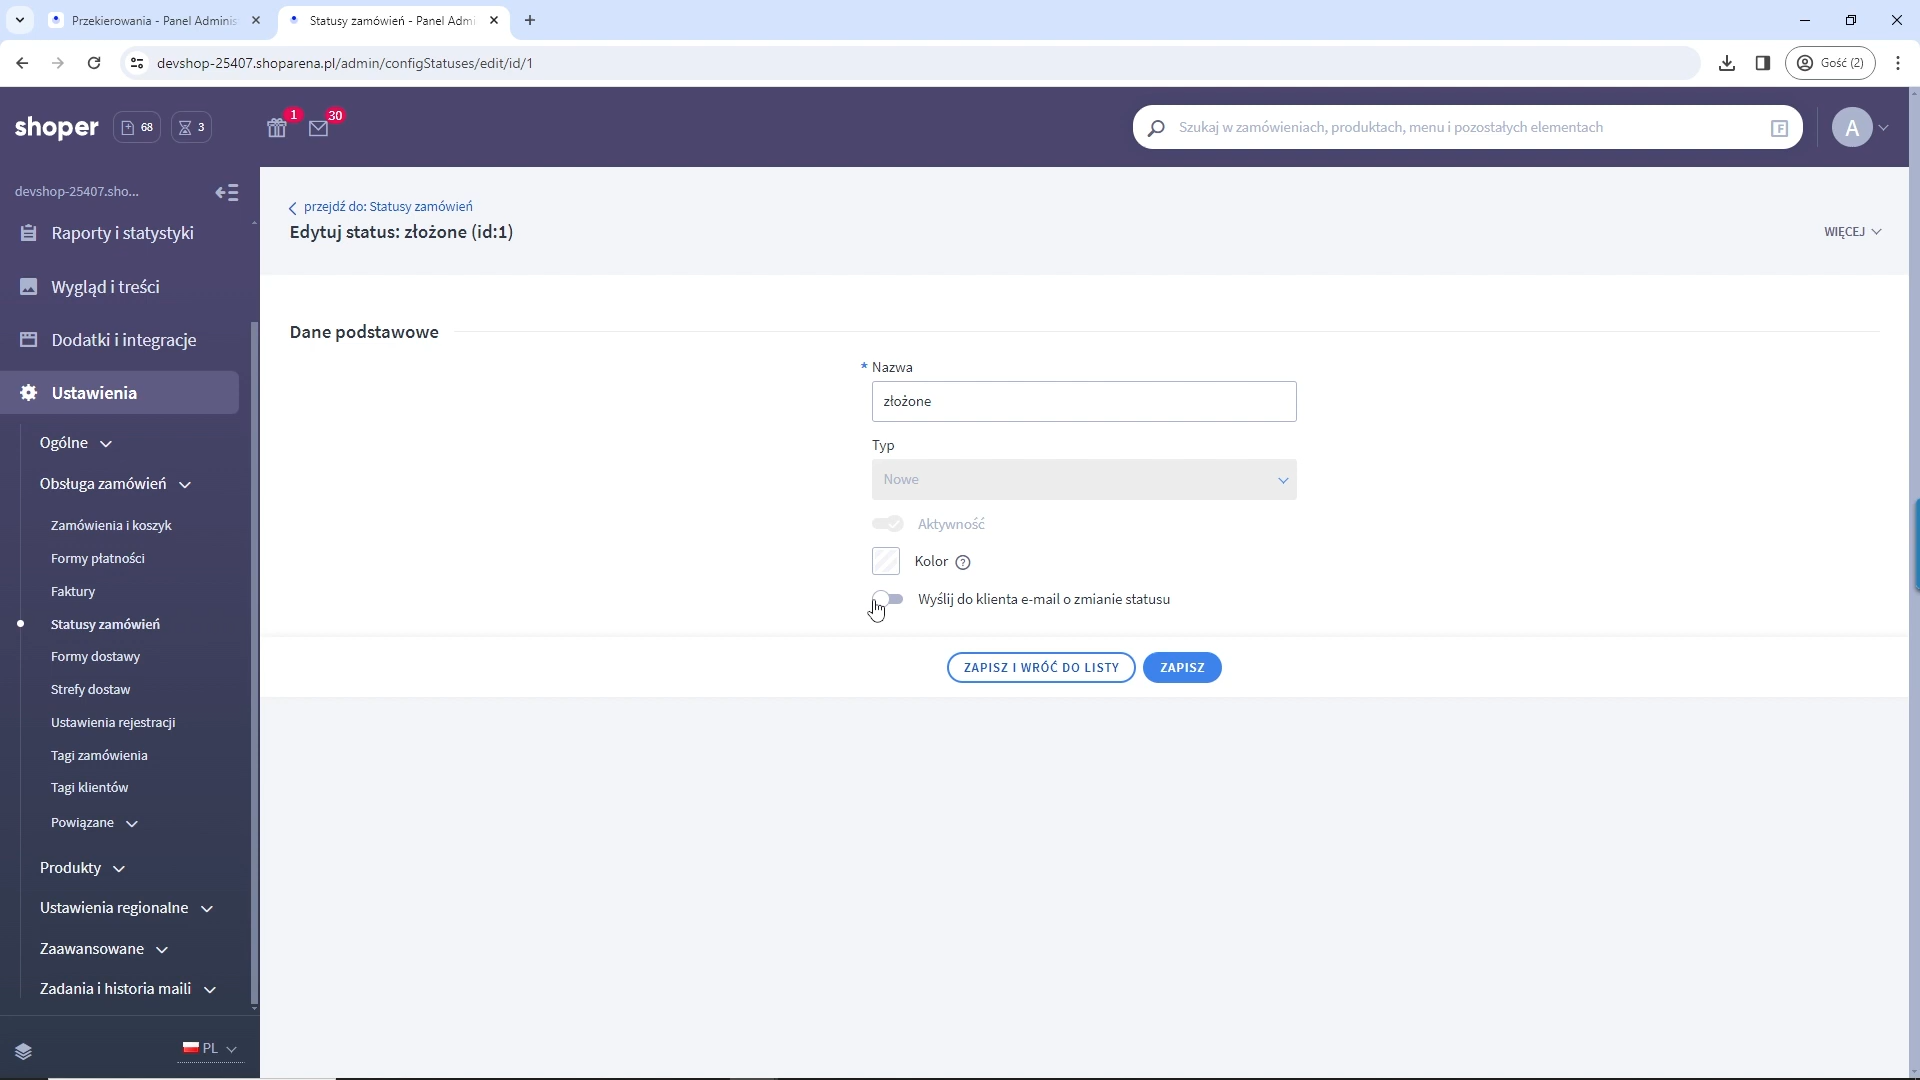 Przekierowania - Panel Adminis
Statusy zamówień - Panel Admi
devshop-25407.shoparena.pl/admin/configStatuses/edit/id/1
Gość (2)
shoper
68
3
1
30
Szukaj w zamówieniach, produktach, menu i pozostałych elementach
F
A
devshop-25407.sho...
Raporty i statystyki
Wygląd i treści
Dodatki i integracje
Ustawienia
Ogólne
Obsługa zamówień
Zamówienia i koszyk
Formy płatności
Faktury
Statusy zamówień
Formy dostawy
Strefy dostaw
Ustawienia rejestracji
Tagi zamówienia
Tagi klientów
Powiązane
Produkty
Ustawienia regionalne
Zaawansowane
Zadania i historia maili
PL
przejdź do: Statusy zamówień
Edytuj status: złożone (id:1)
WIĘCEJ
Dane podstawowe
* Nazwa
złożone
Typ
Nowe
Aktywność
Kolor ?
Wyślij do klienta e-mail o zmianie statusu
ZAPISZ I WRÓĆ DO LISTY
ZAPISZ